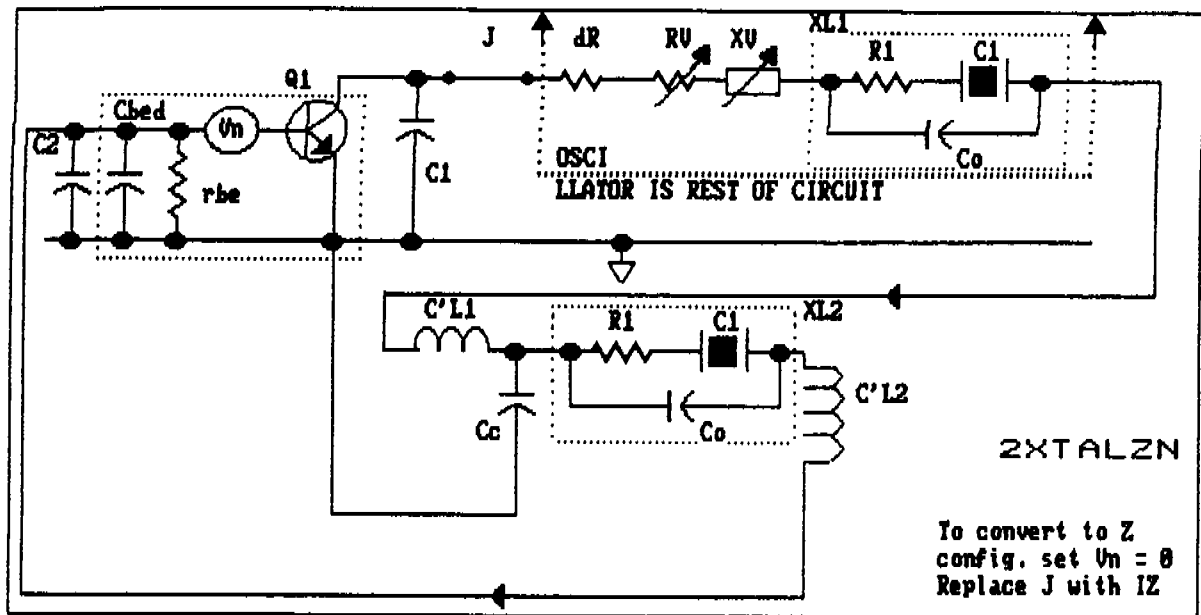 XL1
J
dR
RV
XV
R1
C1
Q1
Cbed
Vn
C2
C1
Co
rbe
OSCI
LLATOR IS REST OF CIRCUIT
C'L1
R1
C1
XL2
C'L2
Cc
Co
2XTALZN
To convert to Z
config. set Vn = 0
Replace J with IZ